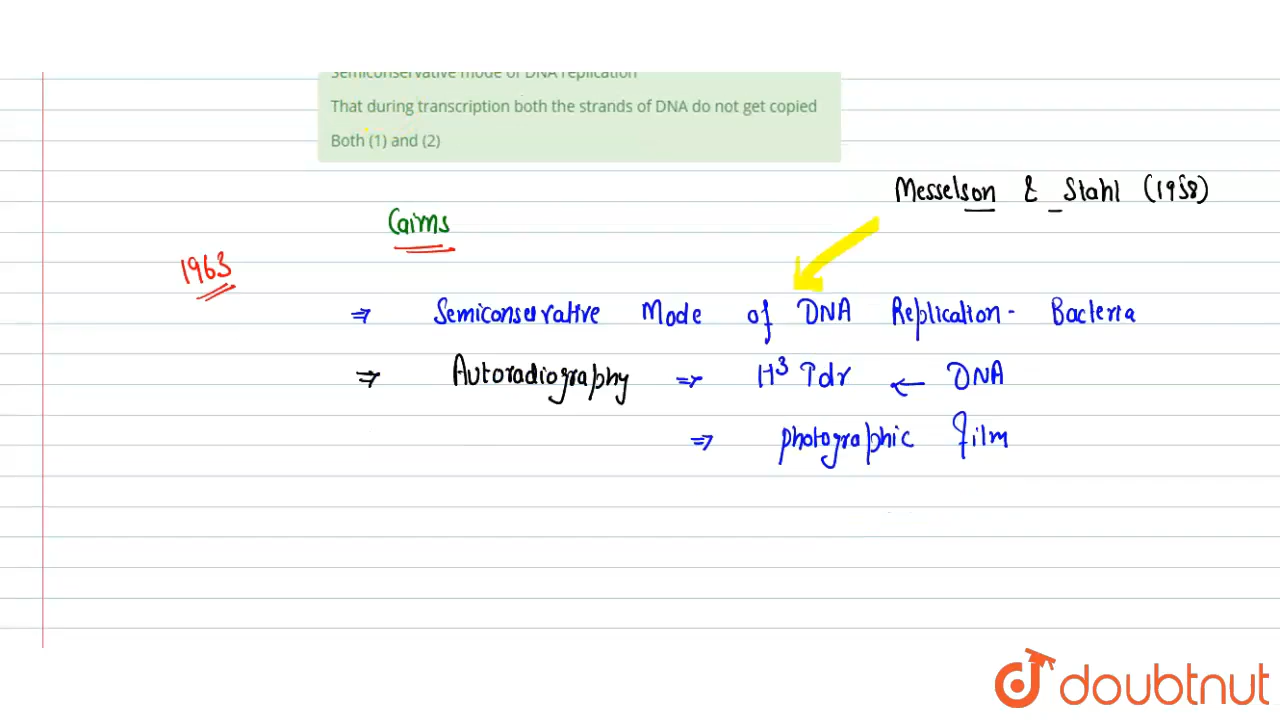 Semiconservative mode of DNA replication
That during transcription both the strands of DNA do not get copied
Both (1) and (2)
Messelson & Stahl (1958)
Cairns
1963
⇒ Semiconservative Mode of DNA Replication - Bacteria
⇒ Autoradiography ⇒ H³ Tdr ← DNA
⇒ photographic film
doubtnut